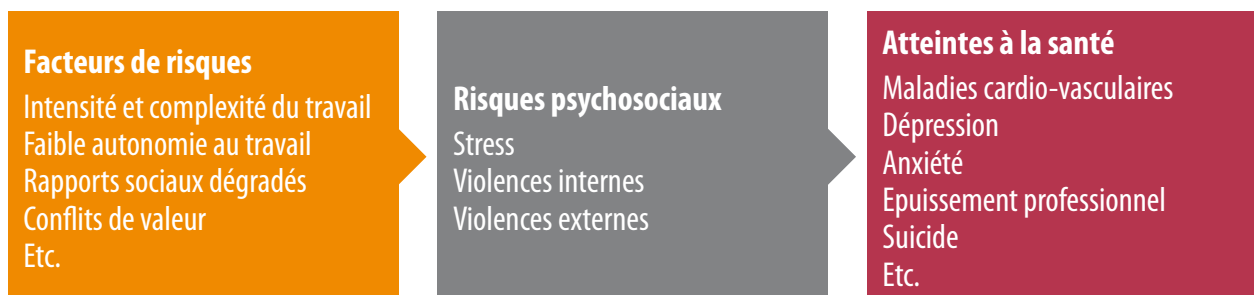 Facteurs de risques
Intensité et complexité du travail
Faible autonomie au travail
Rapports sociaux dégradés
Conflits de valeur
Etc.
Risques psychosociaux
Stress
Violences internes
Violences externes
Atteintes à la santé
Maladies cardio-vasculaires
Dépression
Anxiété
Epuissement professionnel
Suicide
Etc.